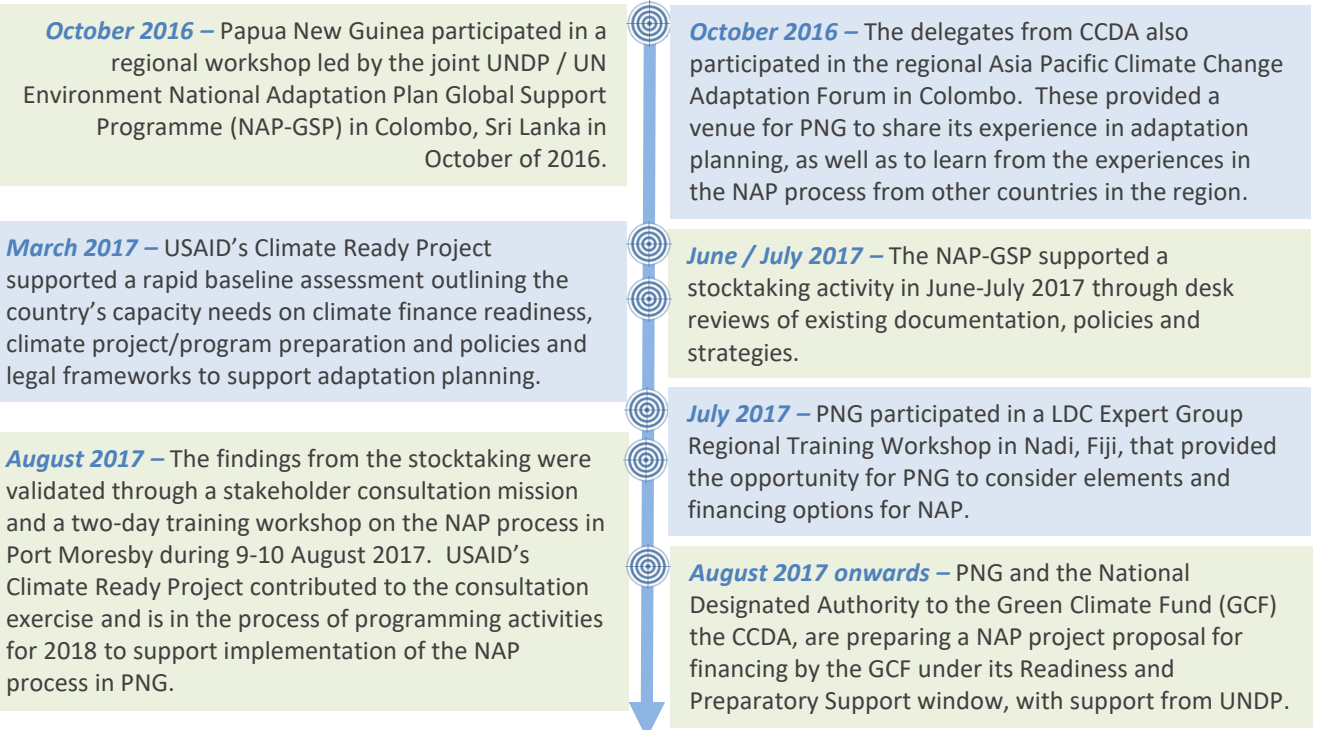 October 2016 – Papua New Guinea participated in a
regional workshop led by the joint UNDP / UN
Environment National Adaptation Plan Global Support
Programme (NAP-GSP) in Colombo, Sri Lanka in
October of 2016.
October 2016 – The delegates from CCDA also
participated in the regional Asia Pacific Climate Change
Adaptation Forum in Colombo.  These provided a
venue for PNG to share its experience in adaptation
planning, as well as to learn from the experiences in
the NAP process from other countries in the region.
March 2017 – USAID’s Climate Ready Project
supported a rapid baseline assessment outlining the
country’s capacity needs on climate finance readiness,
climate project/program preparation and policies and
legal frameworks to support adaptation planning.
June / July 2017 – The NAP-GSP supported a
stocktaking activity in June-July 2017 through desk
reviews of existing documentation, policies and
strategies.
July 2017 – PNG participated in a LDC Expert Group
Regional Training Workshop in Nadi, Fiji, that provided
the opportunity for PNG to consider elements and
financing options for NAP.
August 2017 – The findings from the stocktaking were
validated through a stakeholder consultation mission
and a two-day training workshop on the NAP process in
Port Moresby during 9-10 August 2017.  USAID’s
Climate Ready Project contributed to the consultation
exercise and is in the process of programming activities
for 2018 to support implementation of the NAP
process in PNG.
August 2017 onwards – PNG and the National
Designated Authority to the Green Climate Fund (GCF)
the CCDA, are preparing a NAP project proposal for
financing by the GCF under its Readiness and
Preparatory Support window, with support from UNDP.